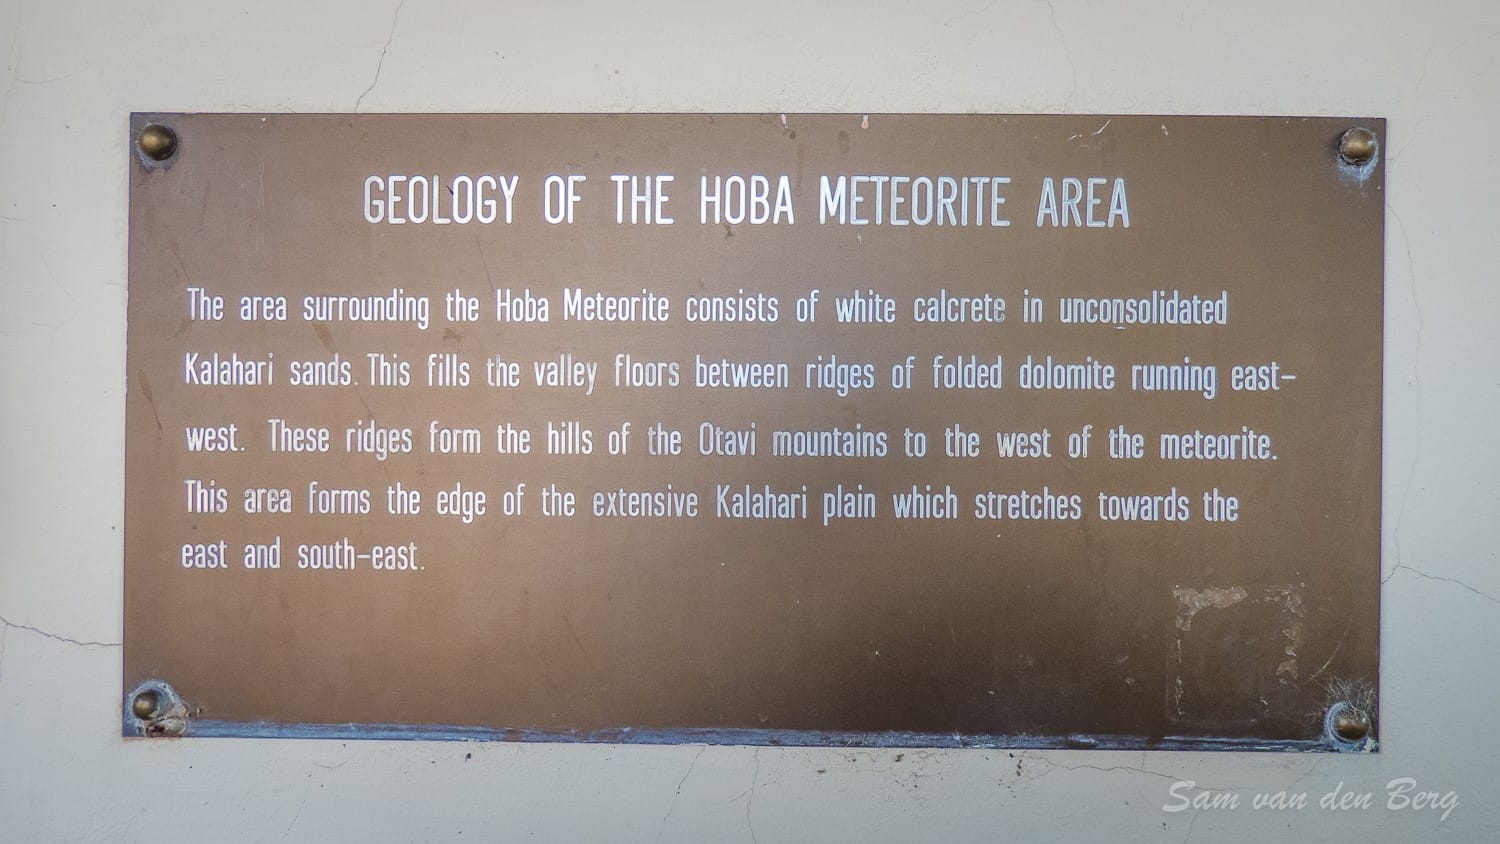 GEOLOGY OF THE HOBA METEORITE AREA
The area surrounding the Hoba Meteorite consists of white calcrete in unconsolidated
Kalahari sands. This fills the valley floors between ridges of folded dolomite running east-
west. These ridges form the hills of the Otavi mountains to the west of the meteorite.
This area forms the edge of the extensive Kalahari plain which stretches towards the
east and south-east.
Sam van den Berg